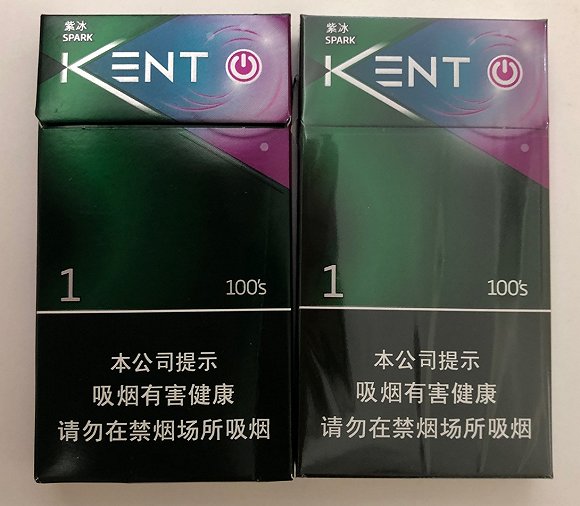 紫冰
SPARK
KENT
1
100's
本公司提示
吸烟有害健康
请勿在禁烟场所吸烟
紫冰
SPARK
KENT
1
100's
本公司提示
吸烟有害健康
请勿在禁烟场所吸烟